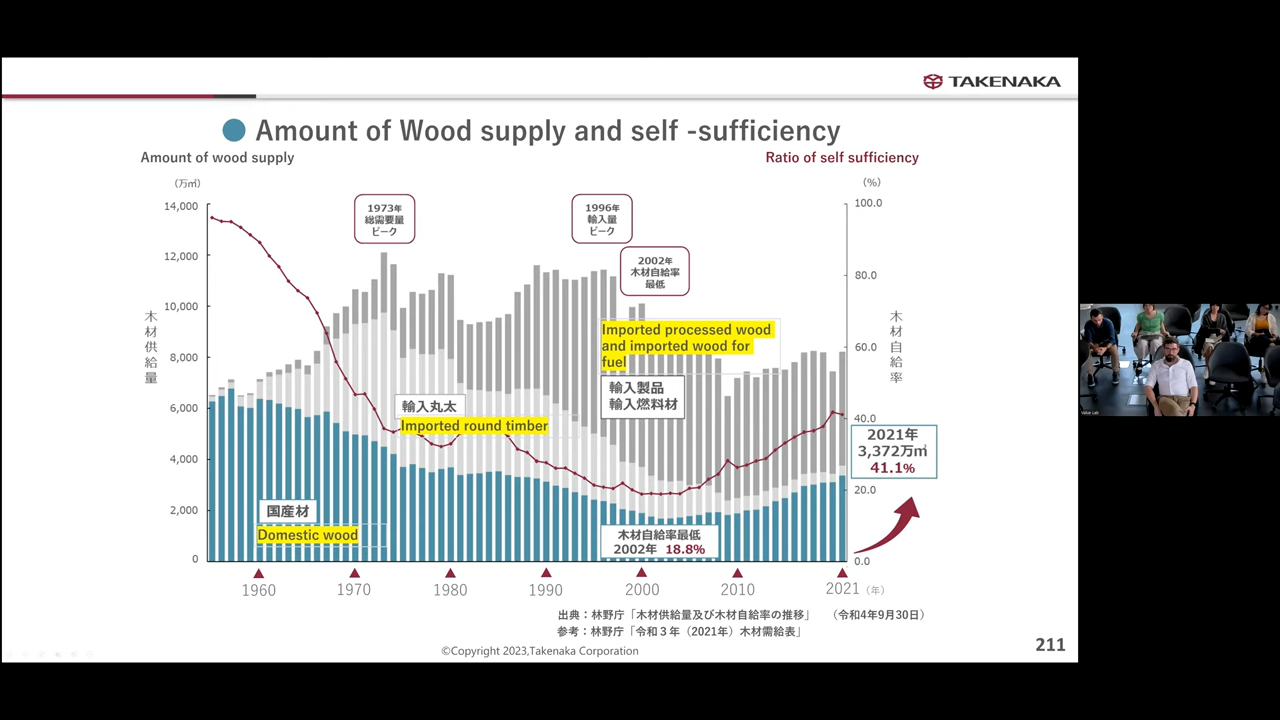 TAKENAKA
Amount of Wood supply and self -sufficiency
Amount of wood supply
Ratio of self sufficiency
(万㎥)
(%)
14,000
12,000
10,000
8,000
6,000
4,000
2,000
0
100.0
80.0
60.0
40.0
20.0
0.0
木材供給量
木材自給率
1973年
総需要量
ピーク
1996年
輸入量
ピーク
2002年
木材自給率
最低
Imported processed wood
and imported wood for
fuel
輸入製品
輸入燃料材
輸入丸太
Imported round timber
国産材
Domestic wood
木材自給率最低
2002年 18.8%
2021年
3,372万㎥
41.1%
1960
1970
1980
1990
2000
2010
2021 (年)
出典：林野庁「木材供給量及び木材自給率の推移」 （令和4年9月30日）
参考：林野庁「令和３年（2021年）木材需給表」
©Copyright 2023,Takenaka Corporation
211
Value Lab